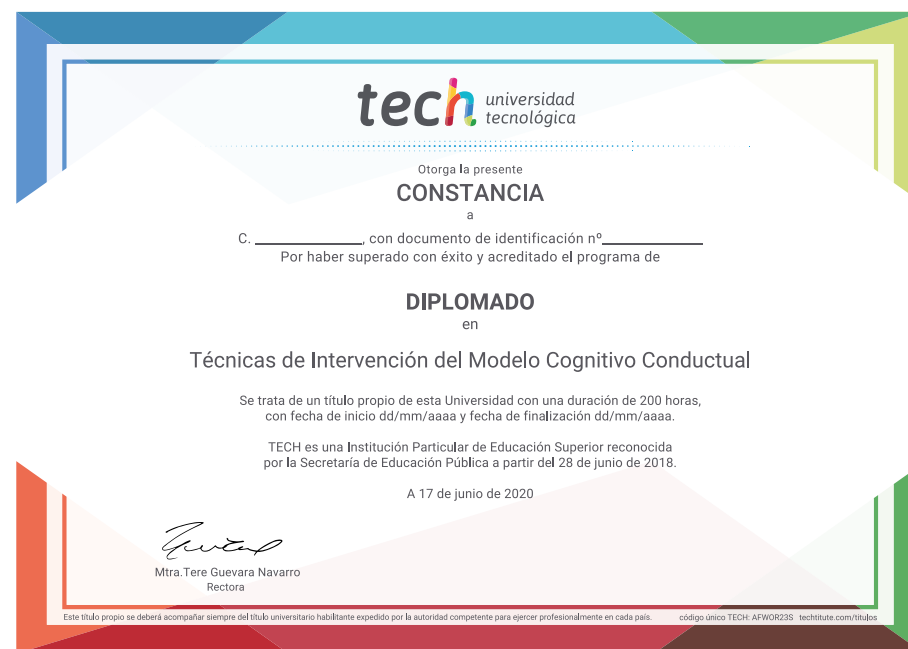 tech universidad
tecnológica
Otorga la presente
CONSTANCIA
a
C. ____________, con documento de identificación nº____________
Por haber superado con éxito y acreditado el programa de
DIPLOMADO
en
Técnicas de Intervención del Modelo Cognitivo Conductual
Se trata de un título propio de esta Universidad con una duración de 200 horas,
con fecha de inicio dd/mm/aaaa y fecha de finalización dd/mm/aaaa.
TECH es una Institución Particular de Educación Superior reconocida
por la Secretaría de Educación Pública a partir del 28 de junio de 2018.
A 17 de junio de 2020
Mtra.Tere Guevara Navarro
Rectora
Este título propio se deberá acompañar siempre del título universitario habilitante expedido por la autoridad competente para ejercer profesionalmente en cada país. código único TECH: AFWOR23S techtitute.com/titulos